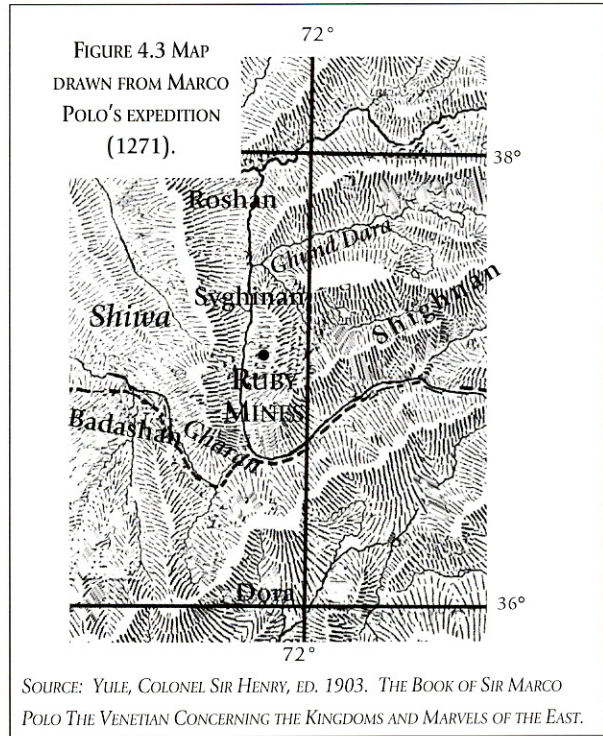 FIGURE 4.3 MAP
DRAWN FROM MARCO
POLO'S EXPEDITION
(1271).
72°
38°
Roshan
Ghund Dara
Syghinan
Shighnan
Shiwa
RUBY
MINES
Badashan
Gharan
Dora
36°
72°
SOURCE: YULE, COLONEL SIR HENRY, ED. 1903. THE BOOK OF SIR MARCO
POLO THE VENETIAN CONCERNING THE KINGDOMS AND MARVELS OF THE EAST.